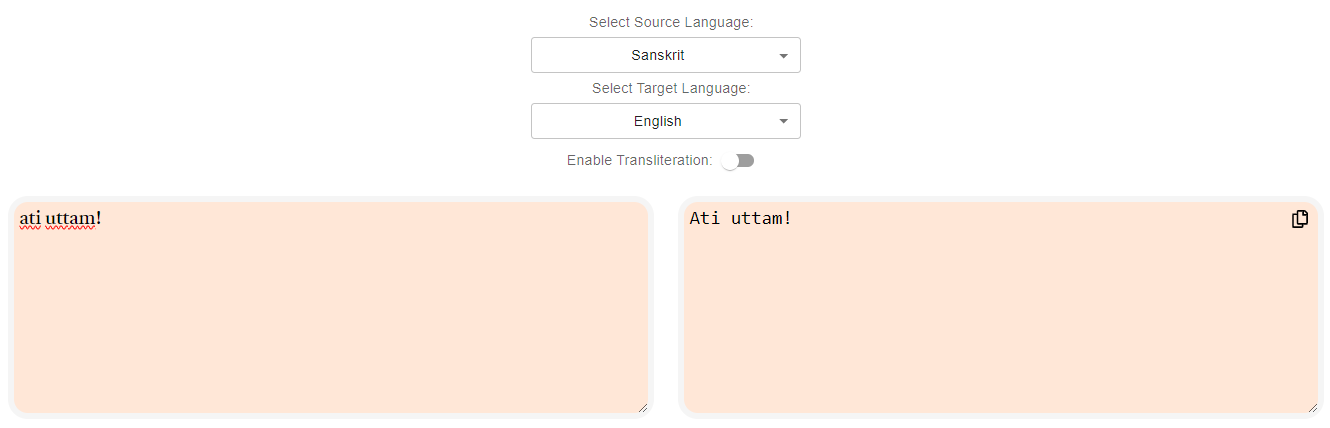 Select Source Language:
Sanskrit
Select Target Language:
English
Enable Transliteration:
ati uttam!
Ati uttam!